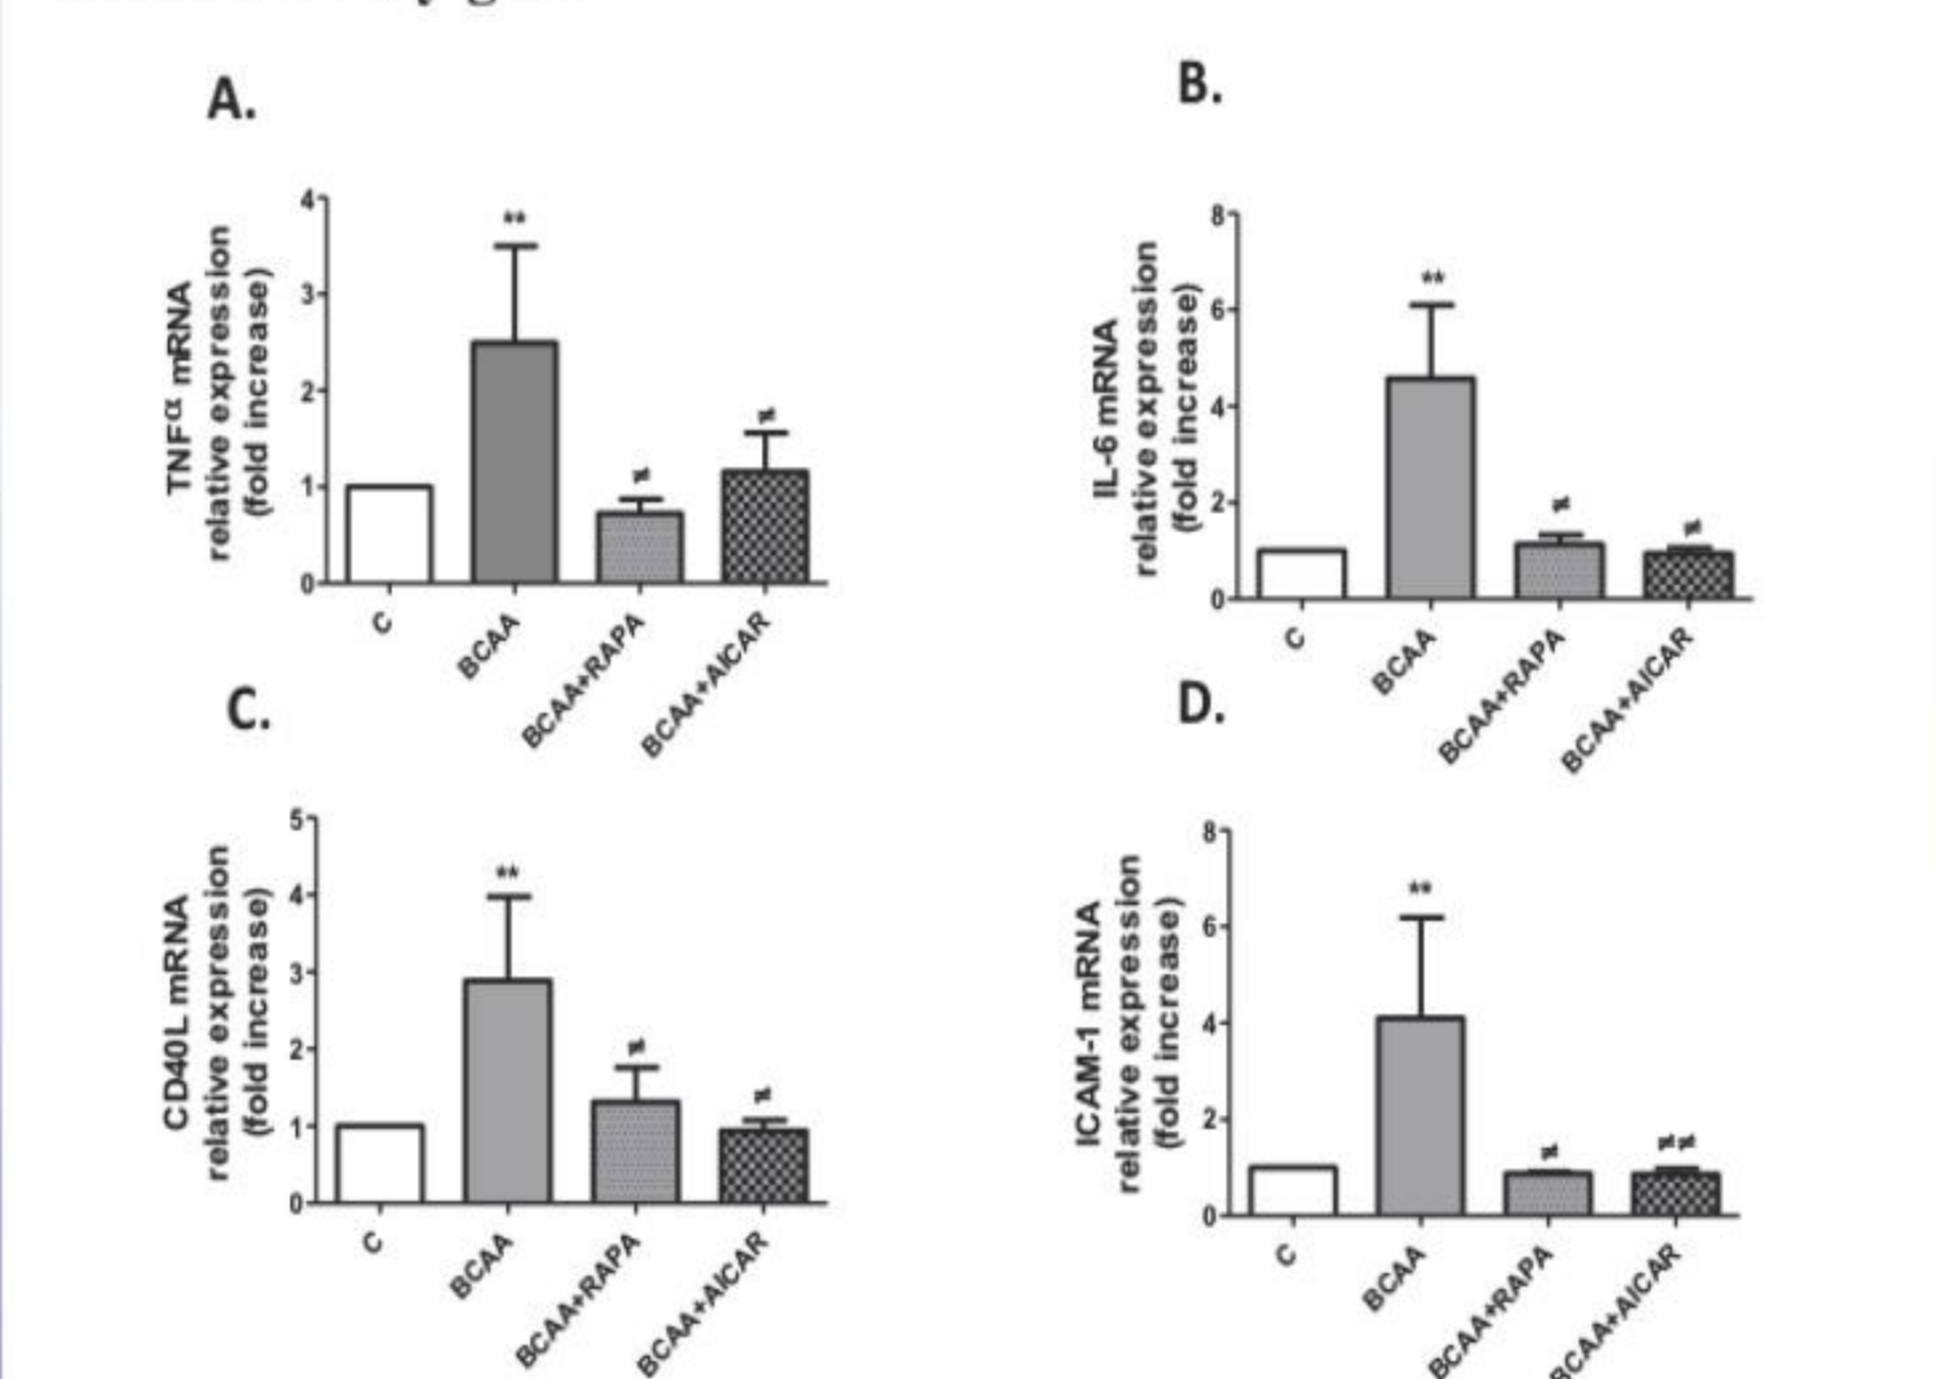 A.
TNFα mRNA
relative expression
(fold increase)
4
3
2
1
0
**
¤
¤
C
BCAA
BCAA+RAPA
BCAA+AICAR
B.
IL-6 mRNA
relative expression
(fold increase)
8
6
4
2
0
**
¤
¤
C
BCAA
BCAA+RAPA
BCAA+AICAR
C.
CD40L mRNA
relative expression
(fold increase)
5
4
3
2
1
0
**
¤
¤
C
BCAA
BCAA+RAPA
BCAA+AICAR
D.
ICAM-1 mRNA
relative expression
(fold increase)
8
6
4
2
0
**
¤
¤¤
C
BCAA
BCAA+RAPA
BCAA+AICAR